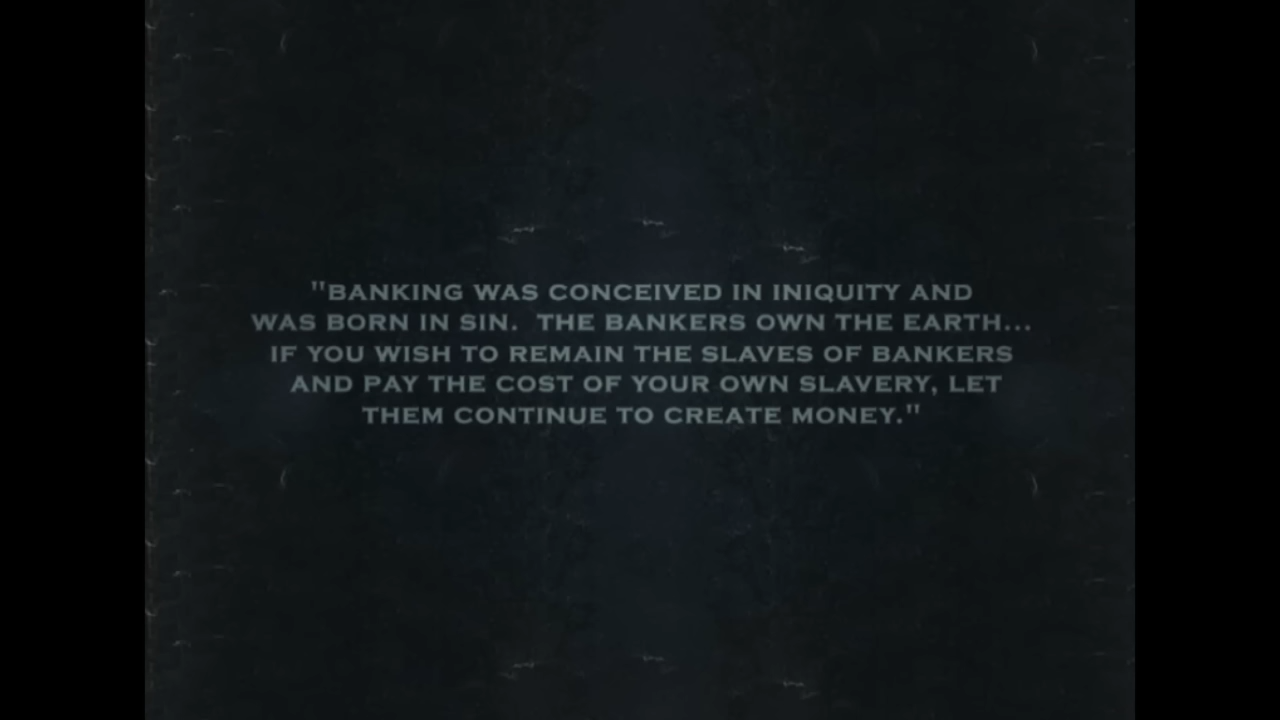 "BANKING WAS CONCEIVED IN INIQUITY AND
WAS BORN IN SIN.  THE BANKERS OWN THE EARTH...
IF YOU WISH TO REMAIN THE SLAVES OF BANKERS
AND PAY THE COST OF YOUR OWN SLAVERY, LET
THEM CONTINUE TO CREATE MONEY."